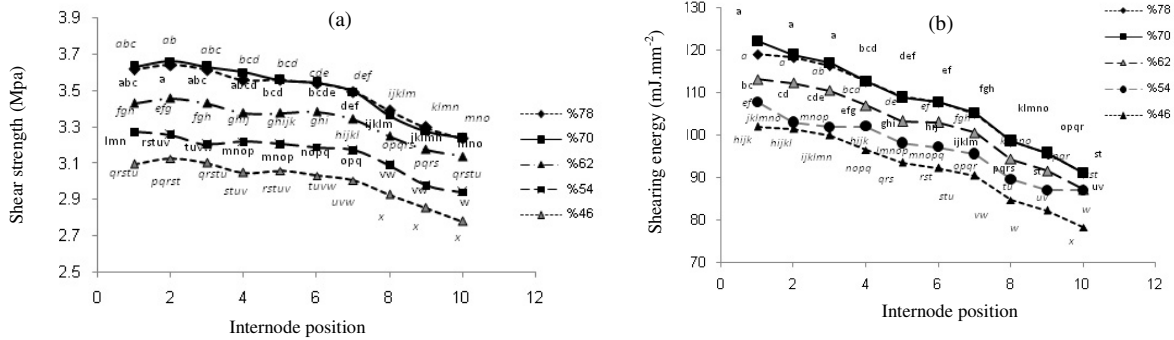 (a)
3.9
3.7
3.5
3.3
3.1
2.9
2.7
2.5
Shear strength (Mpa)
0 2 4 6 8 10 12
Internode position
abc ab abc bcd bcd cde def ijklm klmn mno
abc a abc abcd bcd bcde def ijklm jklmn mno
fgh efg fgh ghij ghijk ghi hijkl opqrs pqrs qrstu
lmn rstuv tuvw mnop mnop nopq opq vw vw w
qrstu pqrst qrstu stuv rstuv tuvw uvw x x x
%78
%70
%62
%54
%46
(b)
130
120
110
100
90
80
70
Shearing energy (mJ.mm⁻²)
0 2 4 6 8 10 12
Internode position
a a a bcd def ef fgh klmno opqr st
a a ab bcd de ef fgh st
bc cd cde efg ghi hij ijklm pqrs st uv
ef hijk lmnop mnopq opqr tu uv w
hijk hijkl ijklmn nopq qrs rst stu vw w x
%78
%70
%62
%54
%46